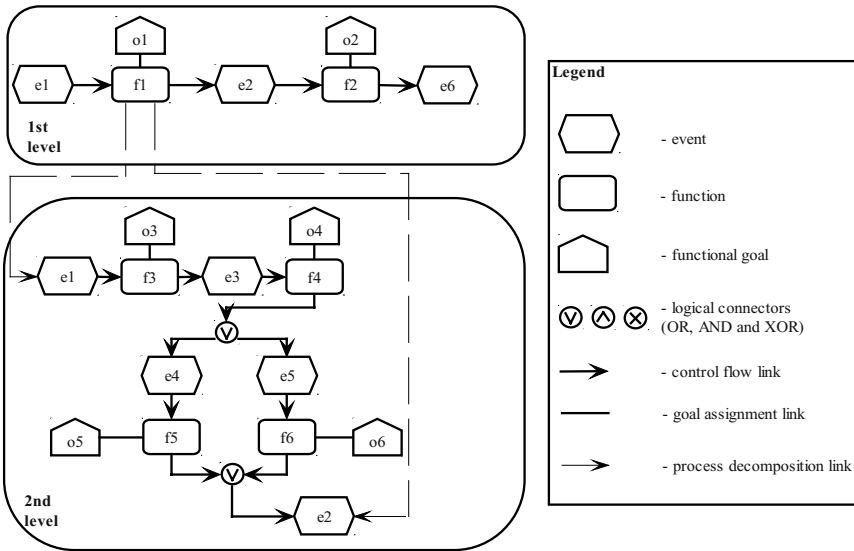 o1
o2
e1
f1
e2
f2
e6
1st
level
o3
o4
e1
f3
e3
f4
V
e4
e5
o5
f5
f6
o6
V
e2
2nd
level
Legend
- event
- function
- functional goal
- logical connectors
(OR, AND and XOR)
- control flow link
- goal assignment link
- process decomposition link